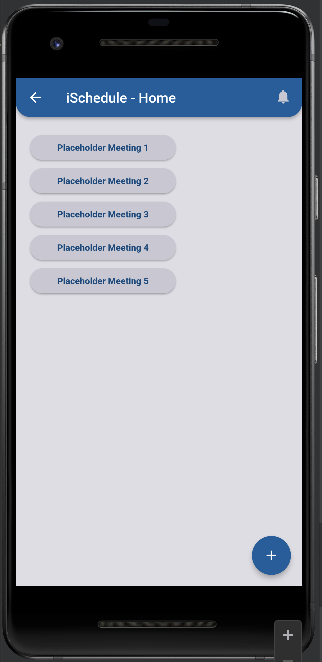 iSchedule - Home
Placeholder Meeting 1
Placeholder Meeting 2
Placeholder Meeting 3
Placeholder Meeting 4
Placeholder Meeting 5